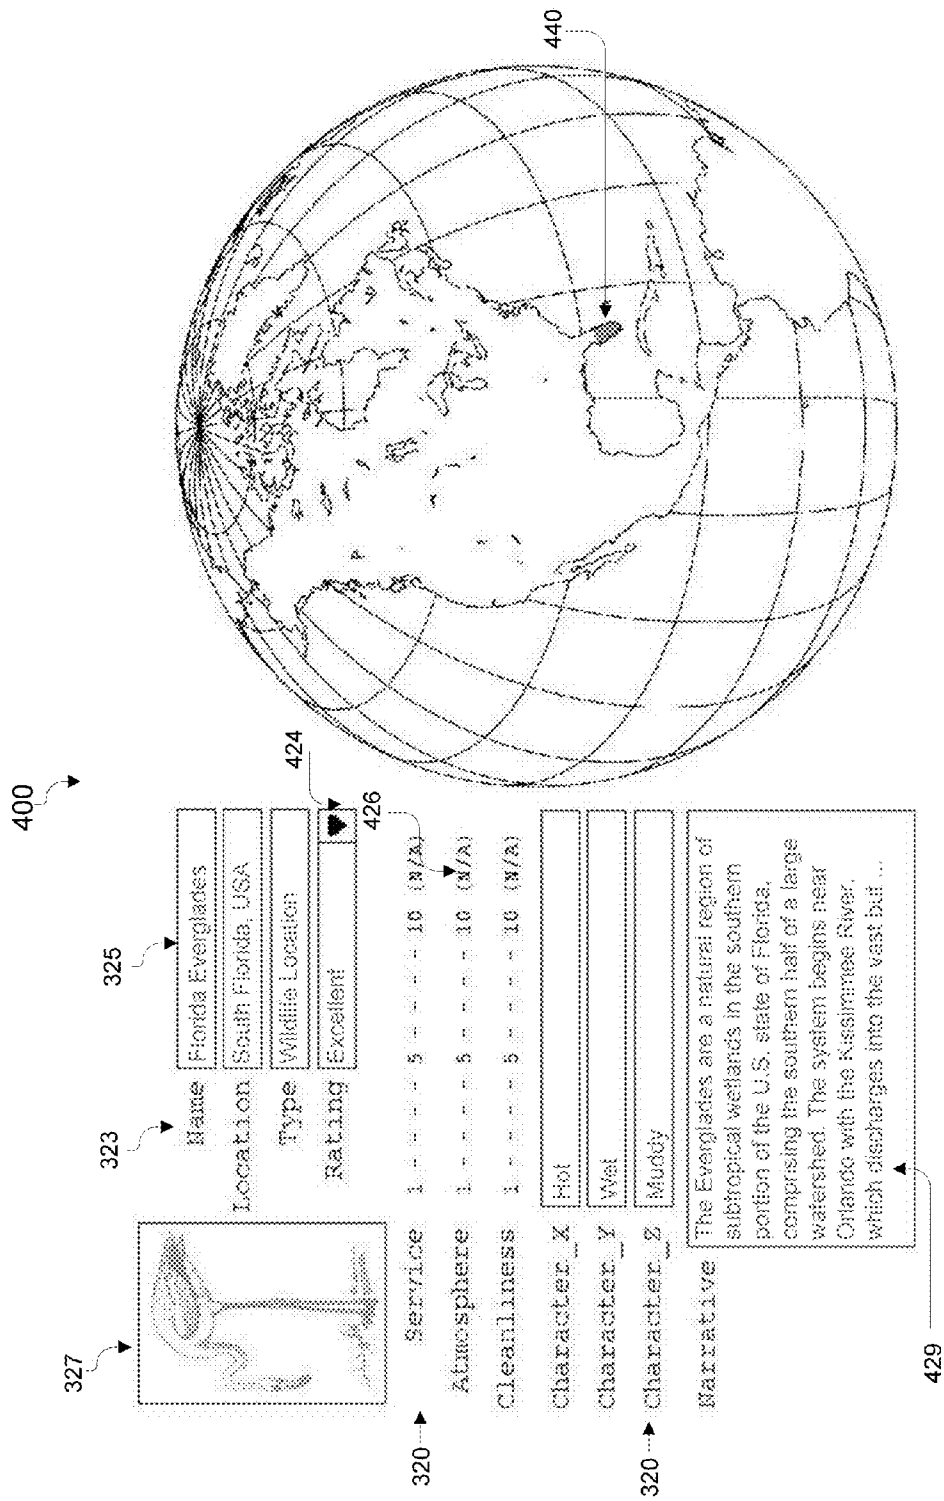 400
327
323
325
Name Florida Everglades
Location South Florida, USA
Type Wildlife Location
Rating Excellent
424
320
Service 1 - - - - 5 - - - - 10 (N/A)
426
Atmosphere 1 - - - - 5 - - - - 10 (N/A)
Cleanliness 1 - - - - 5 - - - - 10 (N/A)
Character_X Hot
Character_Y Wet
320
Character_Z Muddy
Narrative
The Everglades are a natural region of
subtropical wetlands in the southern
portion of the U.S. state of Florida,
comprising the southern half of a large
watershed. The system begins near
Orlando with the Kissimmee River,
which discharges into the vast but ...
429
440